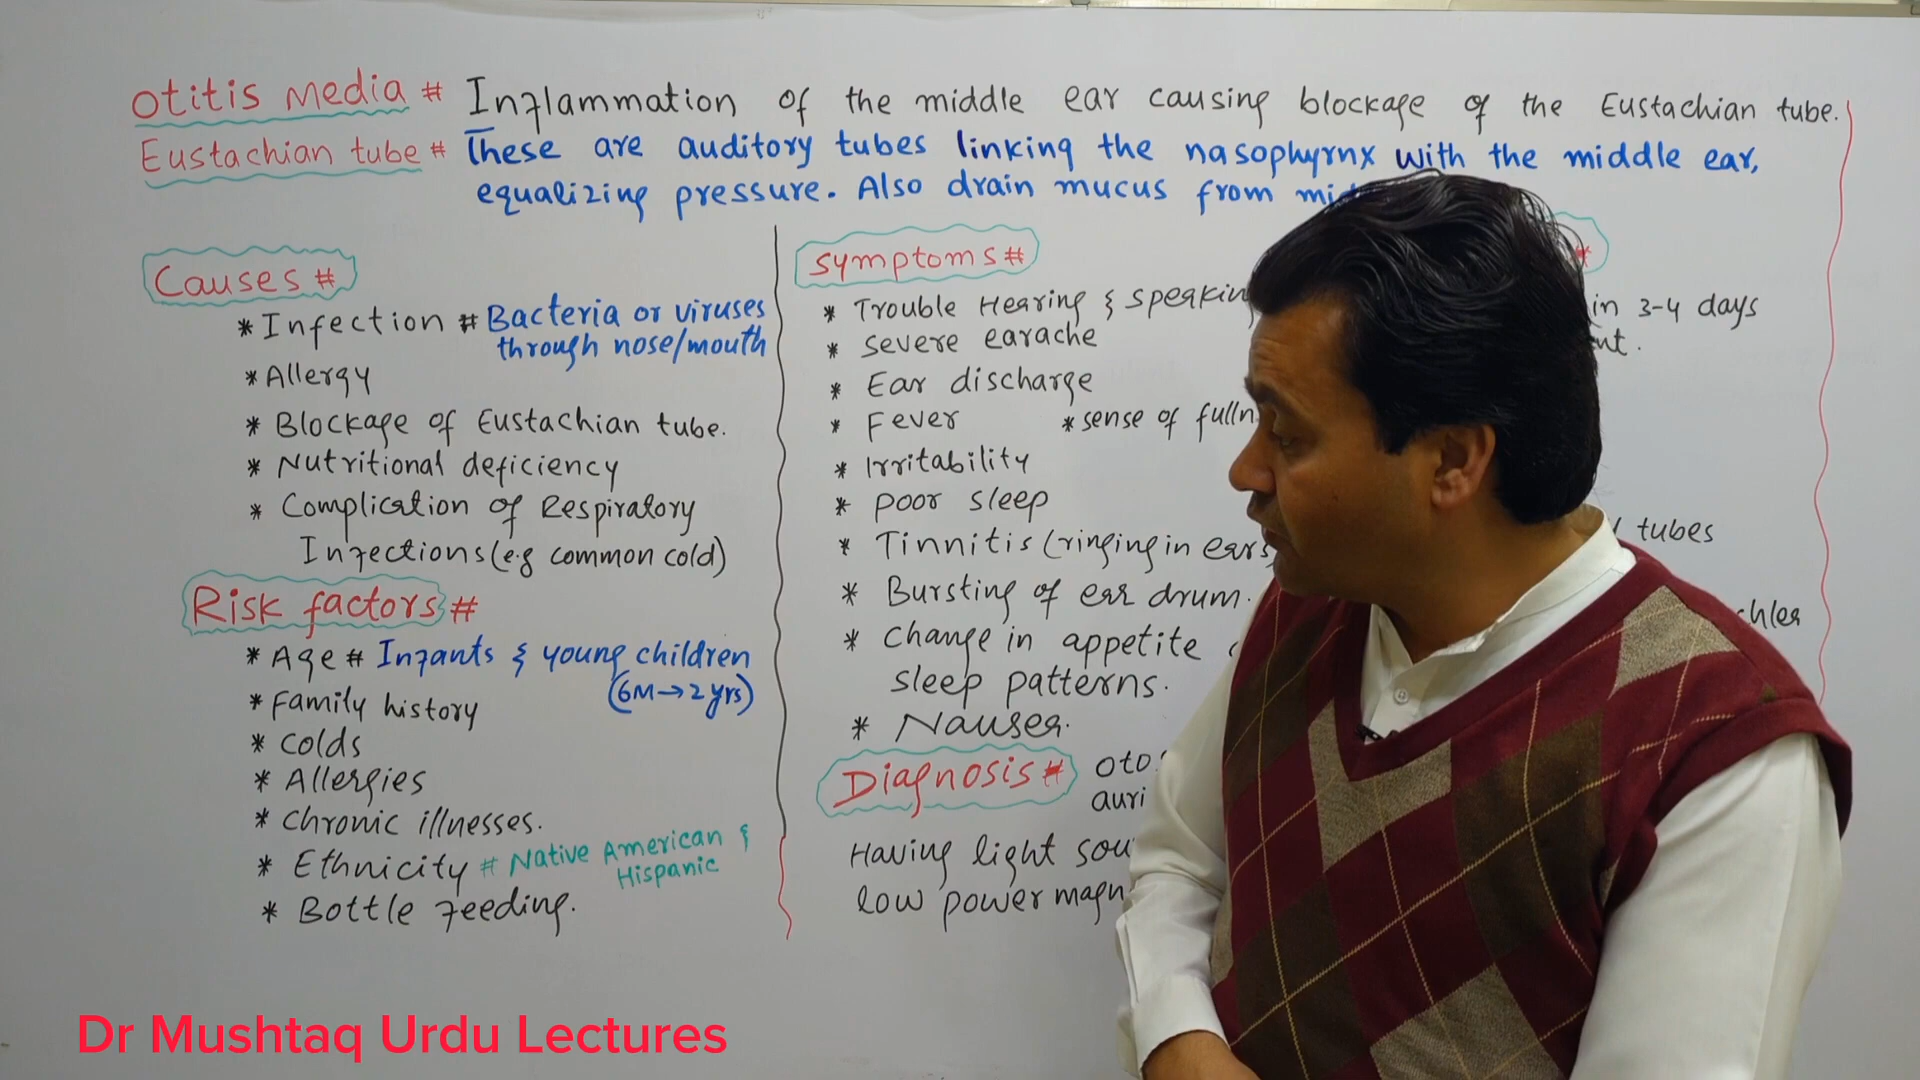 Otitis Media # Inflammation of the middle ear causing blockage of the Eustachian tube.
Eustachian tube # These are auditory tubes linking the nasophyrnx with the middle ear,
equalizing pressure. Also drain mucus from
Causes #
* Infection # Bacteria or viruses
through nose/mouth
* Allergy
* Blockage of Eustachian tube.
* Nutritional deficiency
* Complication of Respiratory
Infections (e.g common cold)
Risk factors #
* Age # Infants & young children
(6M → 2 yrs)
* Family history
* Colds
* Allergies
* Chronic illnesses.
* Ethnicity # Native American &
Hispanic
* Bottle feeding.
Symptoms #
* Trouble Hearing &
* Severe earache
* Ear discharge
* Fever * sense of
* Irritability
* Poor sleep
* Tinnitis (ringing in ears
* Bursting of ear drum.
* Change in appetite
sleep patterns.
* Nausea.
Diagnosis #
Having light
low power
in 3-4 days
tubes
Dr Mushtaq Urdu Lectures